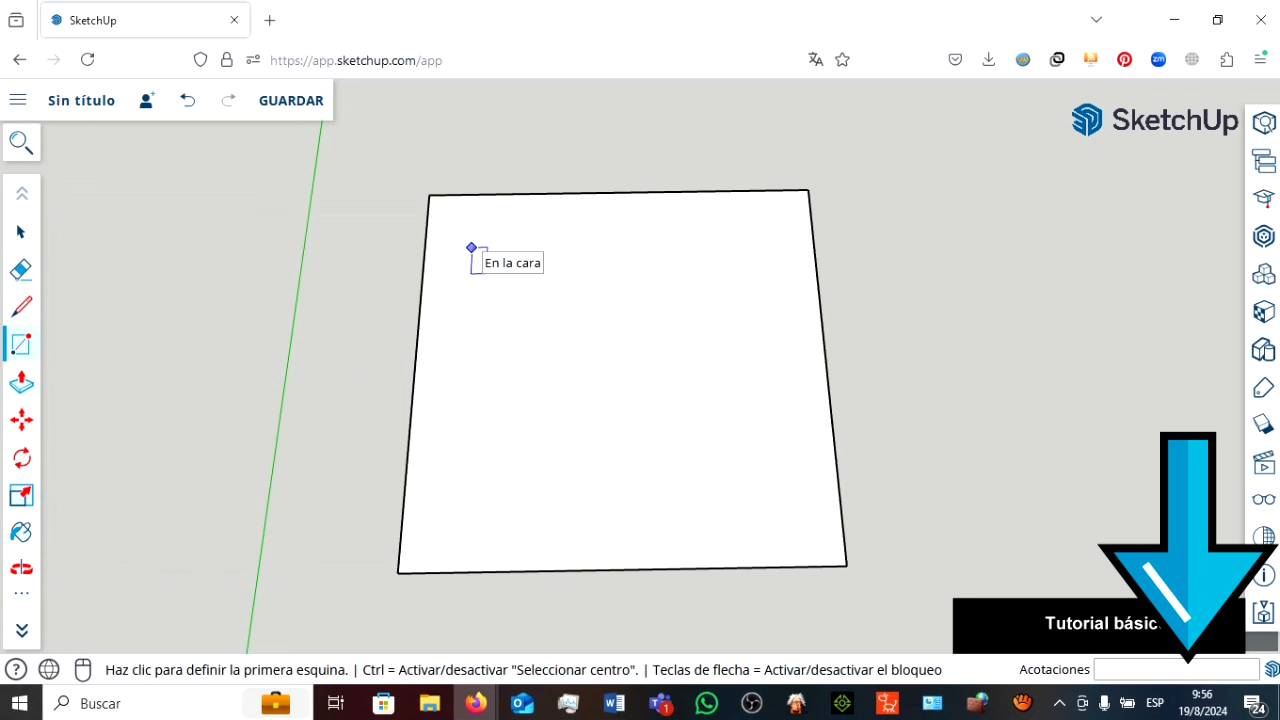 SketchUp
https://app.sketchup.com/app
Sin título
GUARDAR
SketchUp
En la cara
Tutorial básic
Haz clic para definir la primera esquina. | Ctrl = Activar/desactivar "Seleccionar centro". | Teclas de flecha = Activar/desactivar el bloqueo
Acotaciones
Buscar
ESP
9:56
19/8/2024
24